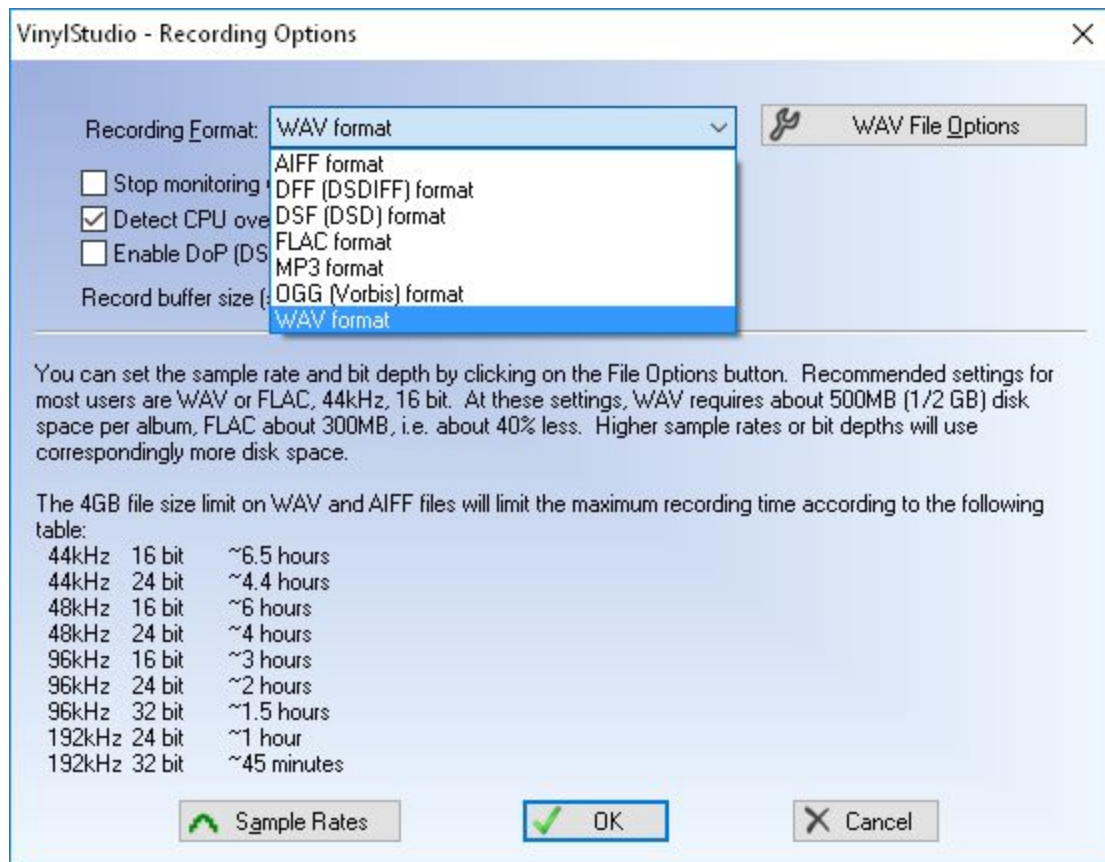 VinylStudio - Recording Options
Recording Format: WAV format
WAV File Options
AIFF format
DFF (DSDIFF) format
DSF (DSD) format
FLAC format
MP3 format
OGG (Vorbis) format
WAV format
Stop monitoring
Detect CPU ove
Enable DoP (DS
Record buffer size (
You can set the sample rate and bit depth by clicking on the File Options button. Recommended settings for
most users are WAV or FLAC, 44kHz, 16 bit. At these settings, WAV requires about 500MB (1/2 GB) disk
space per album, FLAC about 300MB, i.e. about 40% less. Higher sample rates or bit depths will use
correspondingly more disk space.
The 4GB file size limit on WAV and AIFF files will limit the maximum recording time according to the following
table:
44kHz 16 bit ~6.5 hours
44kHz 24 bit ~4.4 hours
48kHz 16 bit ~6 hours
48kHz 24 bit ~4 hours
96kHz 16 bit ~3 hours
96kHz 24 bit ~2 hours
96kHz 32 bit ~1.5 hours
192kHz 24 bit ~1 hour
192kHz 32 bit ~45 minutes
Sample Rates
OK
Cancel